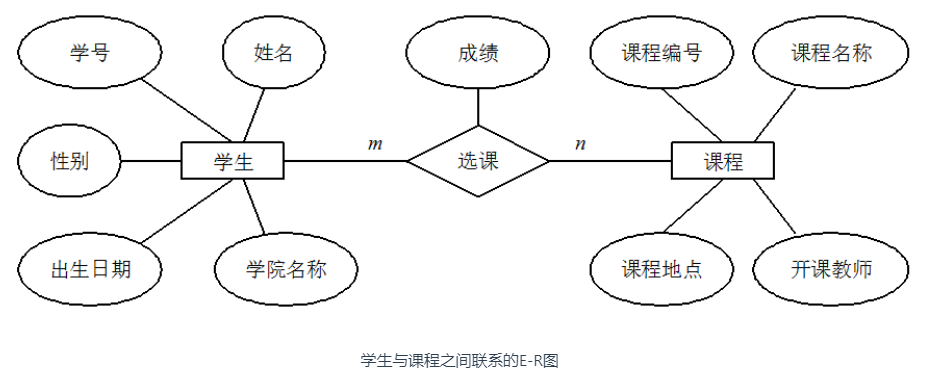 学号
姓名
成绩
课程编号
课程名称
性别
学生
m
选课
n
课程
出生日期
学院名称
课程地点
开课教师
学生与课程之间联系的E-R图